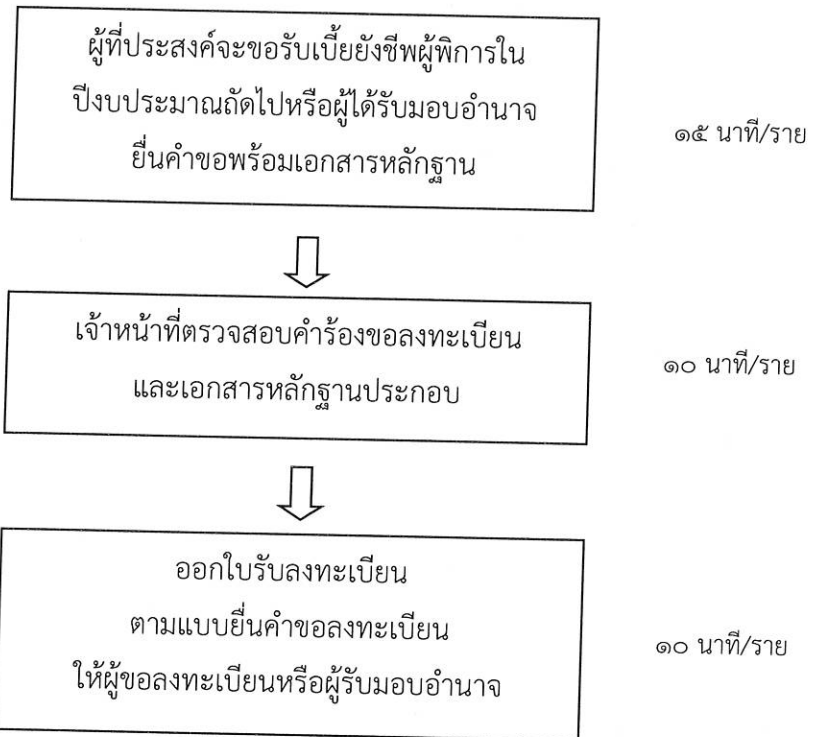 ผู้ที่ประสงค์จะขอรับเบี้ยยังชีพผู้พิการใน
ปีงบประมาณถัดไปหรือผู้ได้รับมอบอำนาจ
ยื่นคำขอพร้อมเอกสารหลักฐาน
๑๕ นาที/ราย
เจ้าหน้าที่ตรวจสอบคำร้องขอลงทะเบียน
และเอกสารหลักฐานประกอบ
๑๐ นาที/ราย
ออกใบรับลงทะเบียน
ตามแบบยื่นคำขอลงทะเบียน
ให้ผู้ขอลงทะเบียนหรือผู้รับมอบอำนาจ
๑๐ นาที/ราย